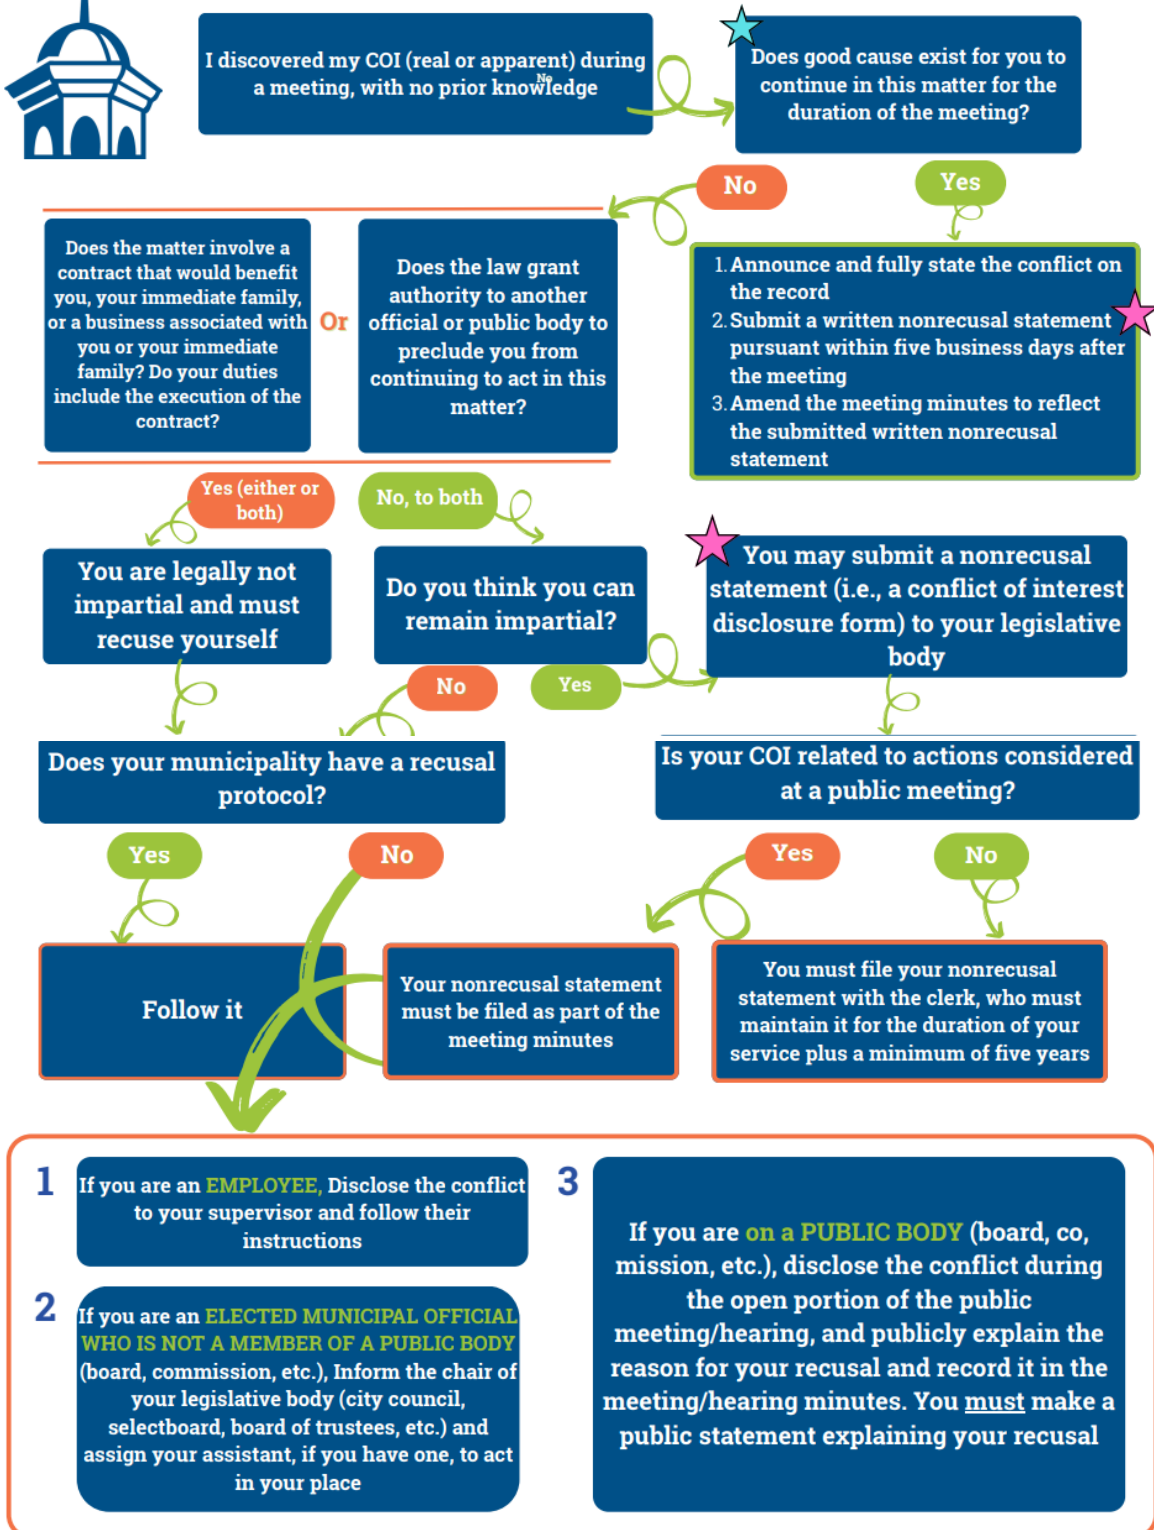 I discovered my COI (real or apparent) during
a meeting, with no prior knowledge
No
Does good cause exist for you to
continue in this matter for the
duration of the meeting?
No
Yes
Does the matter involve a
contract that would benefit
you, your immediate family,
or a business associated with
you or your immediate
family? Do your duties
include the execution of the
contract?
Or
Does the law grant
authority to another
official or public body to
preclude you from
continuing to act in this
matter?
1. Announce and fully state the conflict on
the record
2. Submit a written nonrecusal statement
pursuant within five business days after
the meeting
3. Amend the meeting minutes to reflect
the submitted written nonrecusal
statement
Yes (either or
both)
No, to both
You are legally not
impartial and must
recuse yourself
Do you think you can
remain impartial?
You may submit a nonrecusal
statement (i.e., a conflict of interest
disclosure form) to your legislative
body
No
Yes
Does your municipality have a recusal
protocol?
Is your COI related to actions considered
at a public meeting?
Yes
No
Yes
No
Follow it
Your nonrecusal statement
must be filed as part of the
meeting minutes
You must file your nonrecusal
statement with the clerk, who must
maintain it for the duration of your
service plus a minimum of five years
1
If you are an EMPLOYEE, Disclose the conflict
to your supervisor and follow their
instructions
2
If you are an ELECTED MUNICIPAL OFFICIAL
WHO IS NOT A MEMBER OF A PUBLIC BODY
(board, commission, etc.), Inform the chair of
your legislative body (city council,
selectboard, board of trustees, etc.) and
assign your assistant, if you have one, to act
in your place
3
If you are on a PUBLIC BODY (board, co,
mission, etc.), disclose the conflict during
the open portion of the public
meeting/hearing, and publicly explain the
reason for your recusal and record it in the
meeting/hearing minutes. You must make a
public statement explaining your recusal